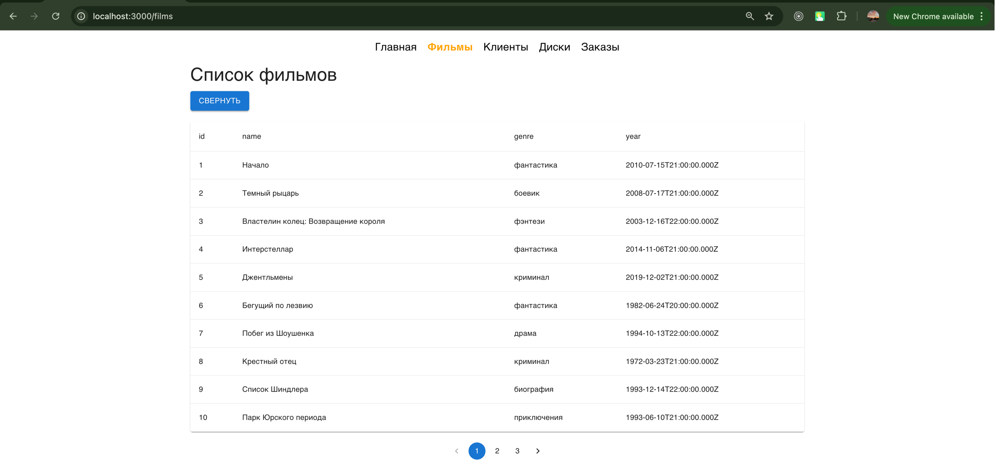 localhost:3000/films
New Chrome available
Главная Фильмы Клиенты Диски Заказы
Список фильмов
СВЕРНУТЬ
id name genre year
1 Начало фантастика 2010-07-15T21:00:00.000Z
2 Темный рыцарь боевик 2008-07-17T21:00:00.000Z
3 Властелин колец: Возвращение короля фэнтези 2003-12-16T22:00:00.000Z
4 Интерстеллар фантастика 2014-11-06T21:00:00.000Z
5 Джентльмены криминал 2019-12-02T21:00:00.000Z
6 Бегущий по лезвию фантастика 1982-06-24T20:00:00.000Z
7 Побег из Шоушенка драма 1994-10-13T22:00:00.000Z
8 Крестный отец криминал 1972-03-23T21:00:00.000Z
9 Список Шиндлера биография 1993-12-14T22:00:00.000Z
10 Парк Юрского периода приключения 1993-06-10T21:00:00.000Z
1 2 3